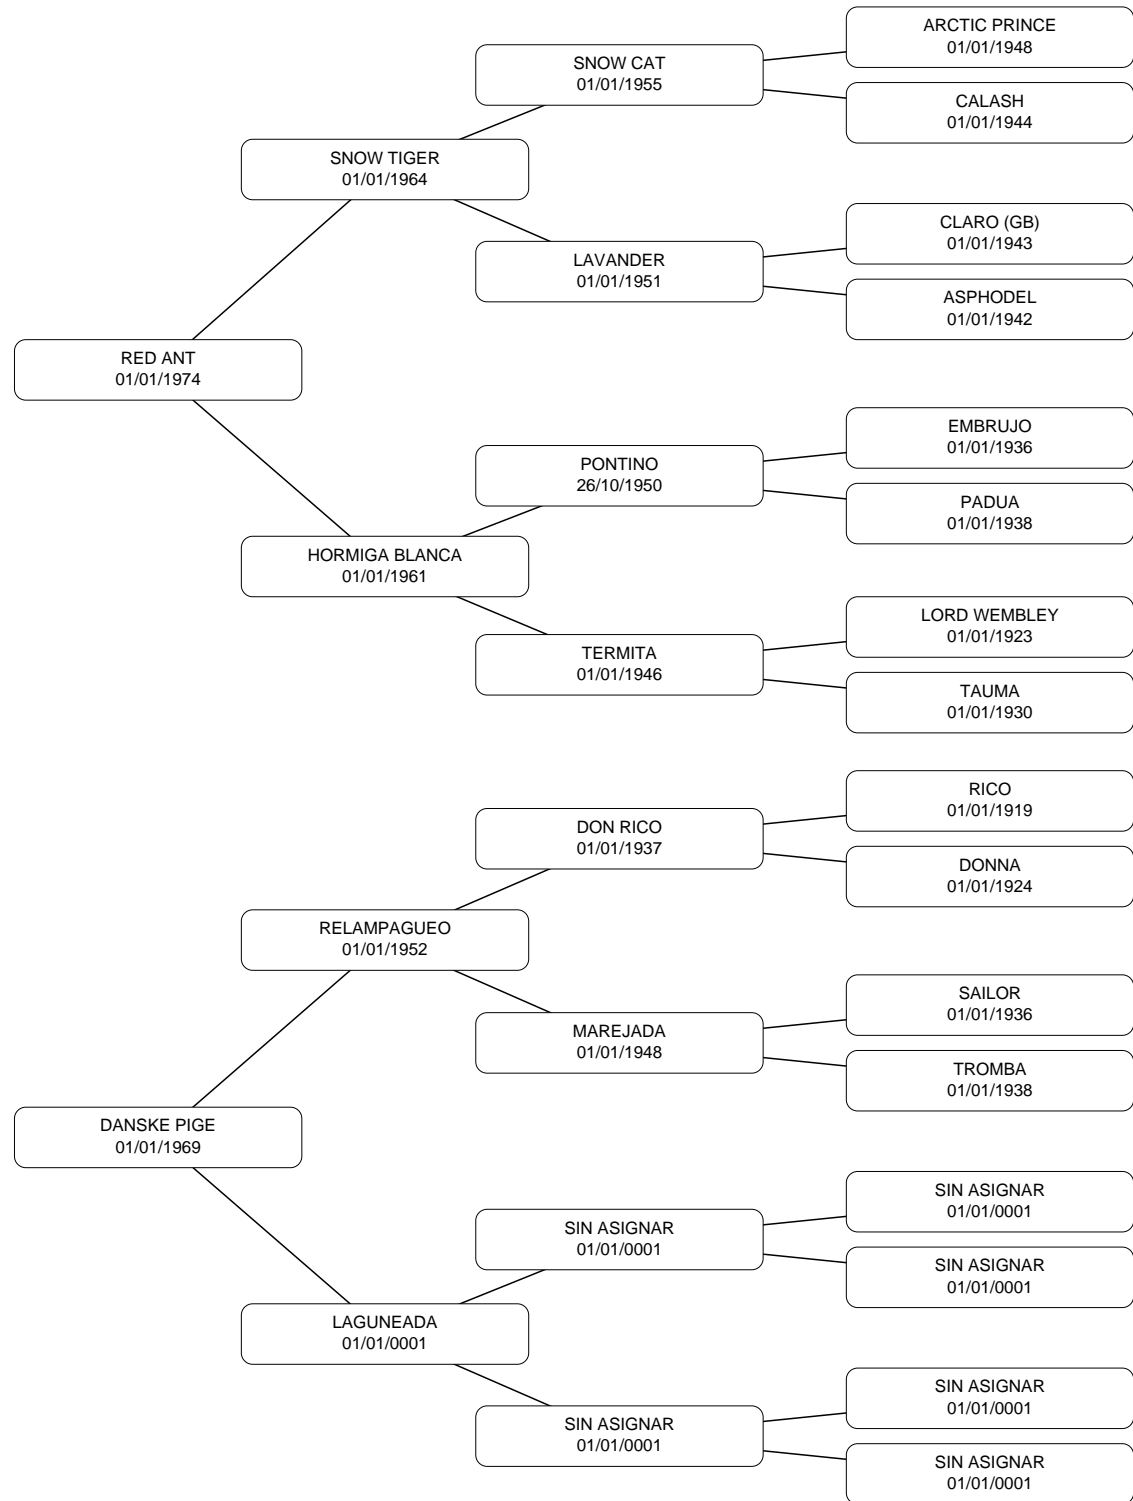 ARCTIC PRINCE
01/01/1948
SNOW CAT
01/01/1955
CALASH
01/01/1944
SNOW TIGER
01/01/1964
CLARO (GB)
01/01/1943
LAVANDER
01/01/1951
ASPHODEL
01/01/1942
RED ANT
01/01/1974
EMBRUJO
01/01/1936
PONTINO
26/10/1950
PADUA
01/01/1938
HORMIGA BLANCA
01/01/1961
LORD WEMBLEY
01/01/1923
TERMITA
01/01/1946
TAUMA
01/01/1930
RICO
01/01/1919
DON RICO
01/01/1937
DONNA
01/01/1924
RELAMPAGUEO
01/01/1952
SAILOR
01/01/1936
MAREJADA
01/01/1948
TROMBA
01/01/1938
DANSKE PIGE
01/01/1969
SIN ASIGNAR
01/01/0001
SIN ASIGNAR
01/01/0001
SIN ASIGNAR
01/01/0001
LAGUNEADA
01/01/0001
SIN ASIGNAR
01/01/0001
SIN ASIGNAR
01/01/0001
SIN ASIGNAR
01/01/0001